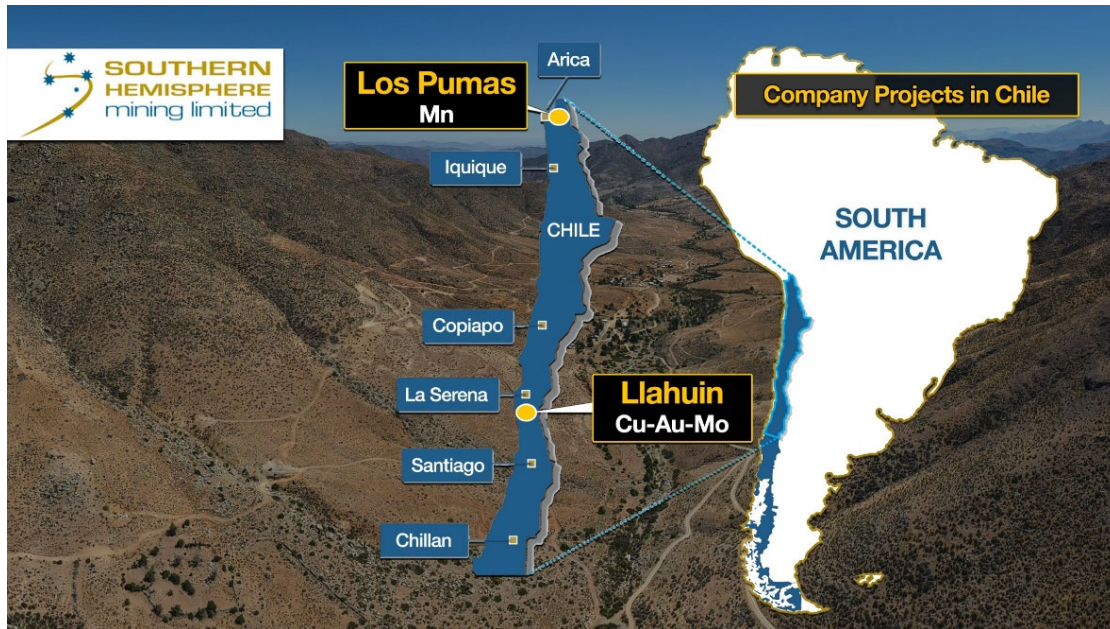 SOUTHERN
HEMISPHERE
mining limited
Los Pumas
Mn
Arica
Company Projects in Chile
Iquique
CHILE
SOUTH
AMERICA
Copiapo
La Serena
Llahuin
Cu-Au-Mo
Santiago
Chillan